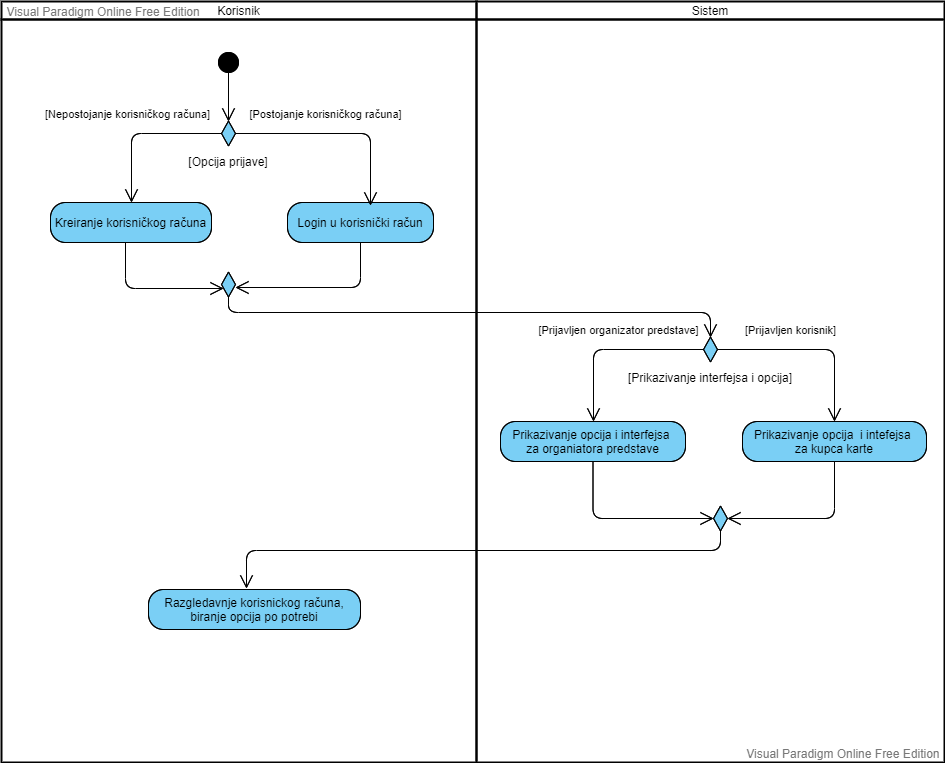 Visual Paradigm Online Free Edition
Korisnik
Sistem
[Nepostojanje korisničkog računa]
[Postojanje korisničkog računa]
[Opcija prijave]
Kreiranje korisničkog računa
Login u korisnički račun
[Prijavljen organizator predstave]
[Prijavljen korisnik]
[Prikazivanje interfejsa i opcija]
Prikazivanje opcija i interfejsa
za organiatora predstave
Prikazivanje opcija i intefejsa
za kupca karte
Razgledavnje korisnickog računa,
biranje opcija po potrebi
Visual Paradigm Online Free Edition